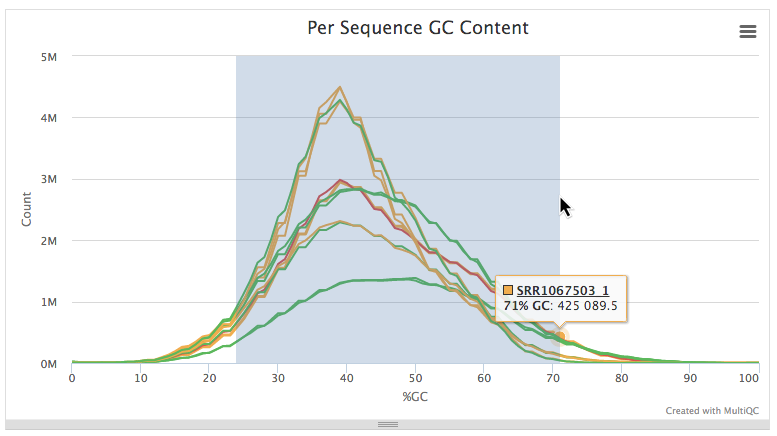 Per Sequence GC Content
5M
4M
3M
2M
1M
0M
Count
SRR1067503_1
71% GC: 425 089.5
0 10 20 30 40 50 60 70 80 90 100
%GC
Created with MultiQC